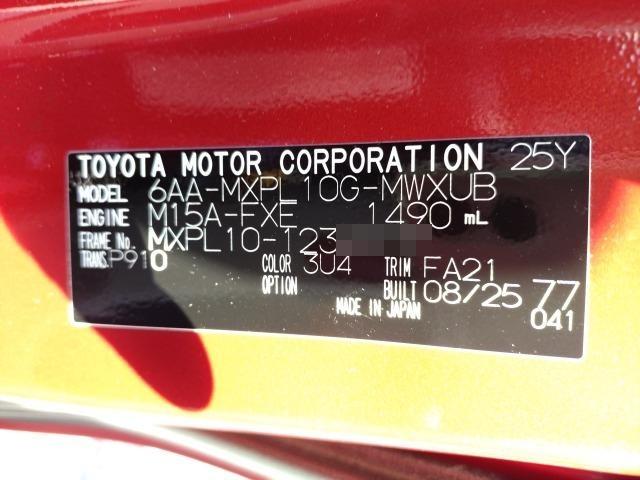 TOYOTA MOTOR CORPORATION 25Y
MODEL 6AA-MXPL10G-MWXUB
ENGINE M15A-FXE 1490 mL
FRAME No. MXPL10-T23
TRANS. P910 COLOR 3U4 TRIM FA21
OPTION BUILT 08/25 77
MADE IN JAPAN 041